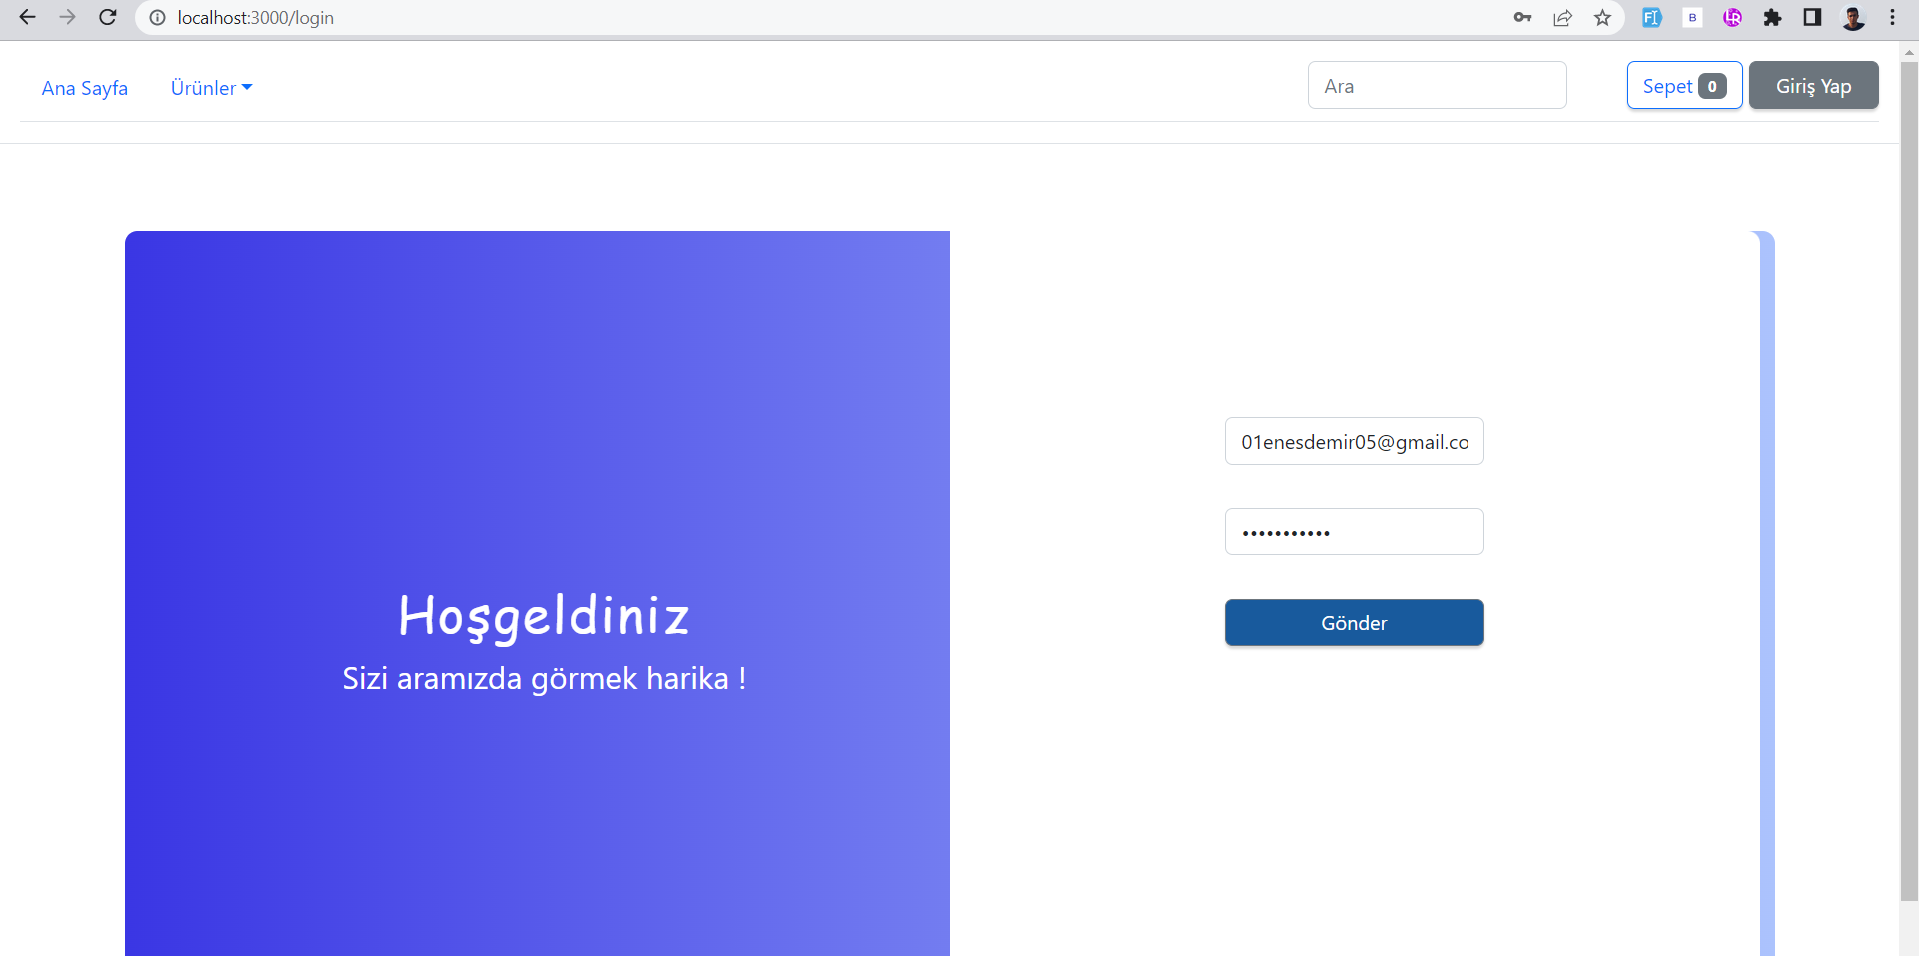 localhost:3000/login
Ana Sayfa Ürünler Ara Sepet 0 Giriş Yap
01enesdemir05@gmail.co
•••••••••••
Gönder
Hoşgeldiniz
Sizi aramızda görmek harika !